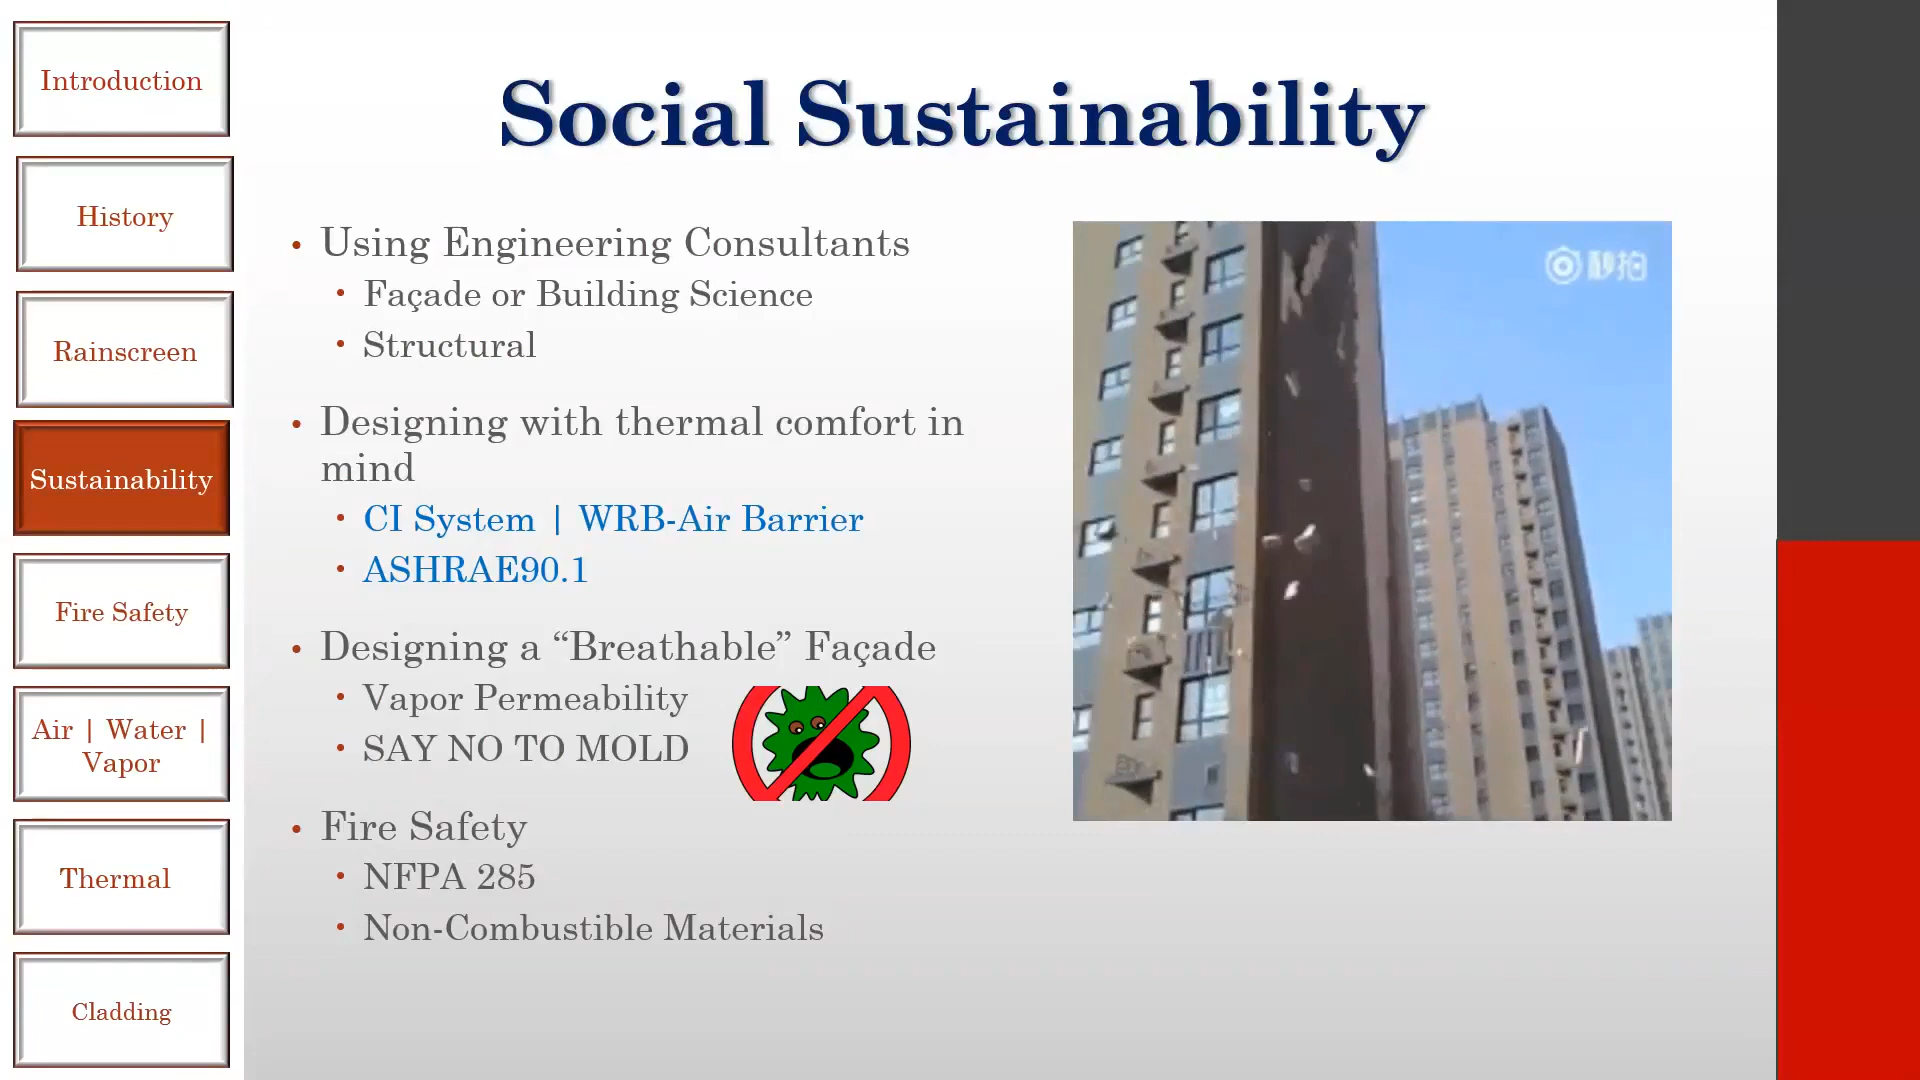 Introduction
History
Rainscreen
Sustainability
Fire Safety
Air | Water |
Vapor
Thermal
Cladding
Social Sustainability
• Using Engineering Consultants
• Façade or Building Science
• Structural
• Designing with thermal comfort in
mind
• CI System | WRB-Air Barrier
• ASHRAE90.1
• Designing a “Breathable” Façade
• Vapor Permeability
• SAY NO TO MOLD
• Fire Safety
• NFPA 285
• Non-Combustible Materials
秒拍